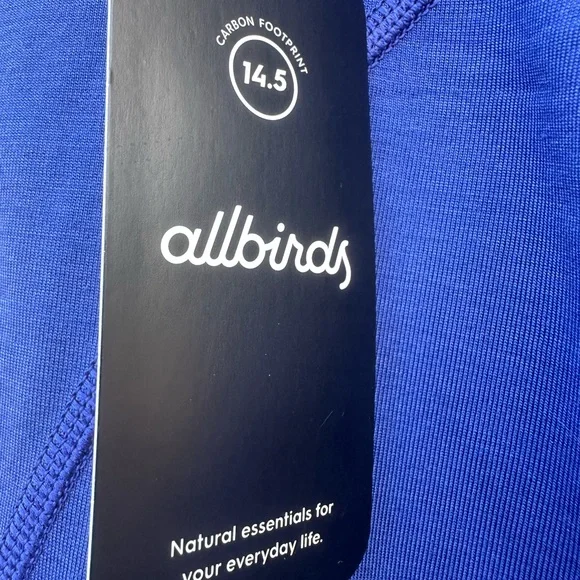 CARBON FOOTPRINT
14.5
allbirds
Natural essentials for
your everyday life.